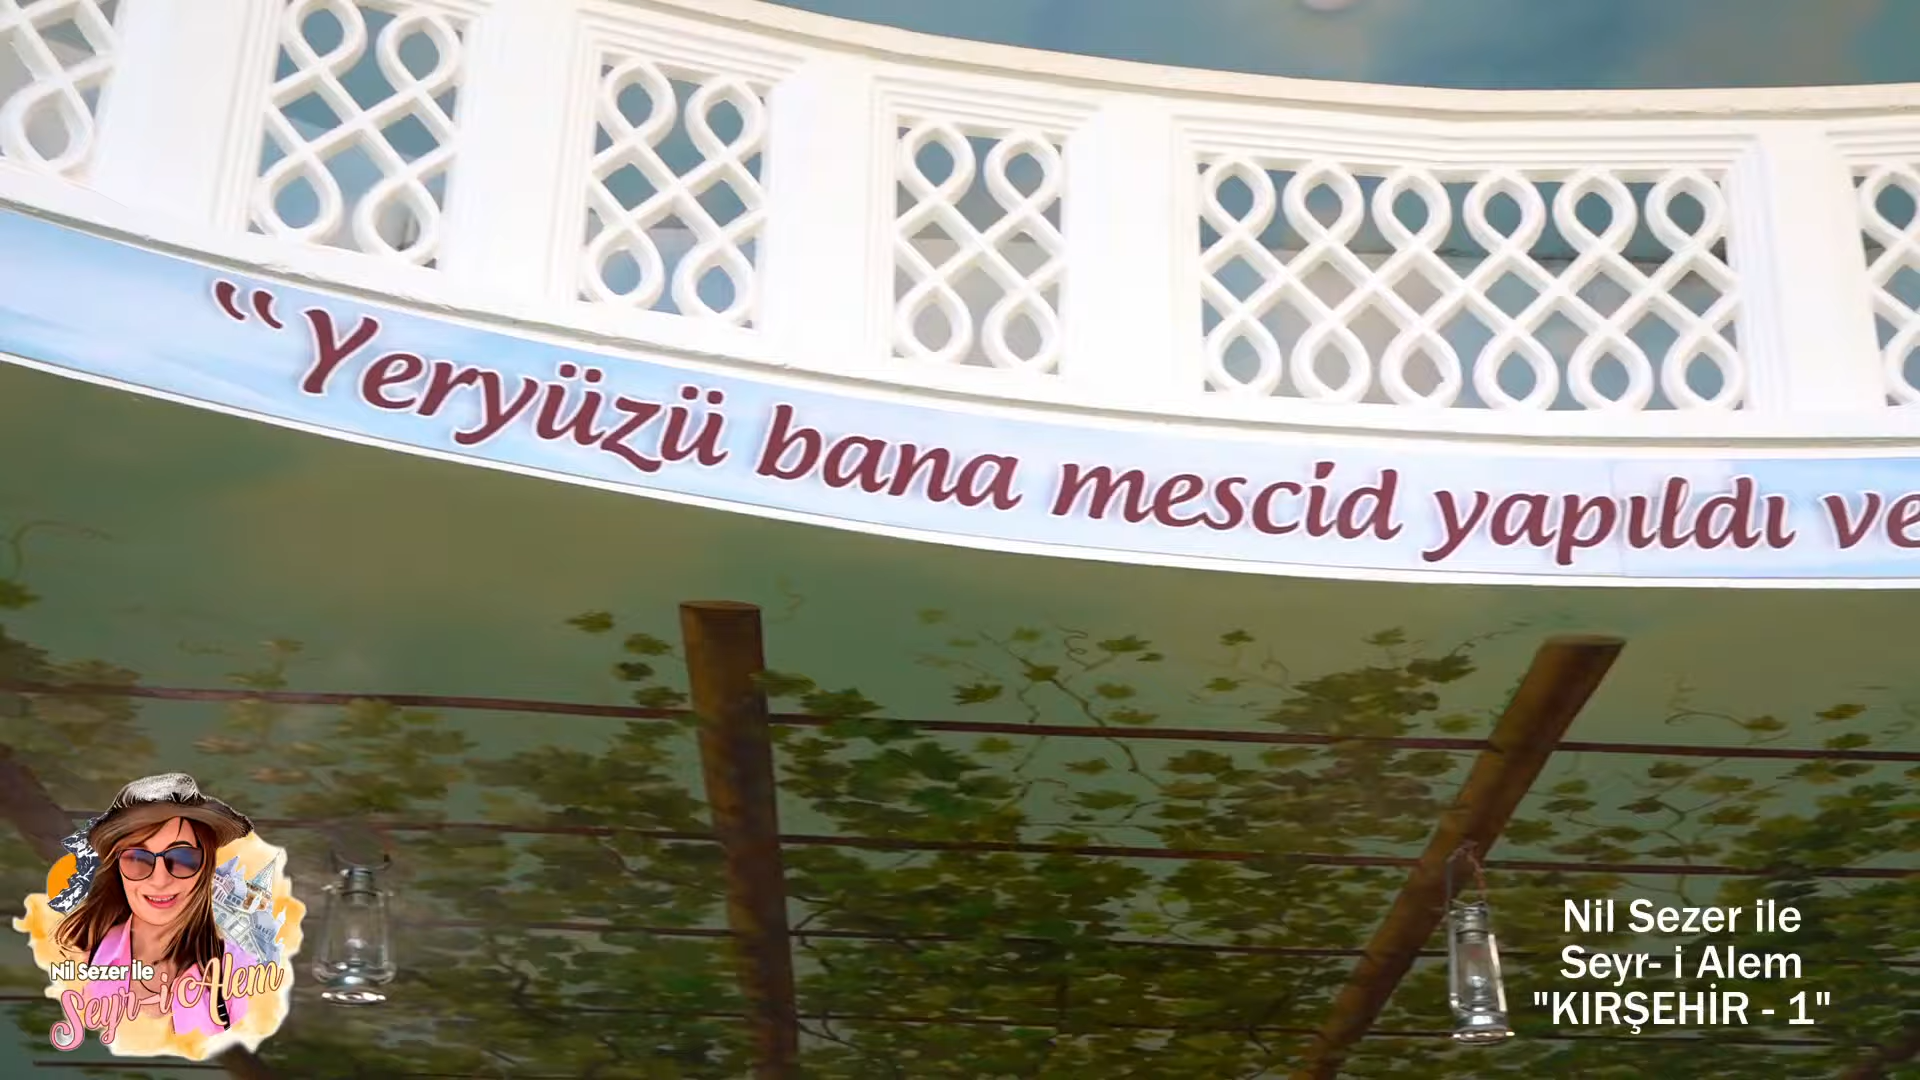 “Yeryüzü bana mescid yapıldı ve
Nil Sezer ile
Seyr-i Alem
Nil Sezer ile
Seyr- i Alem
"KIRŞEHİR - 1"